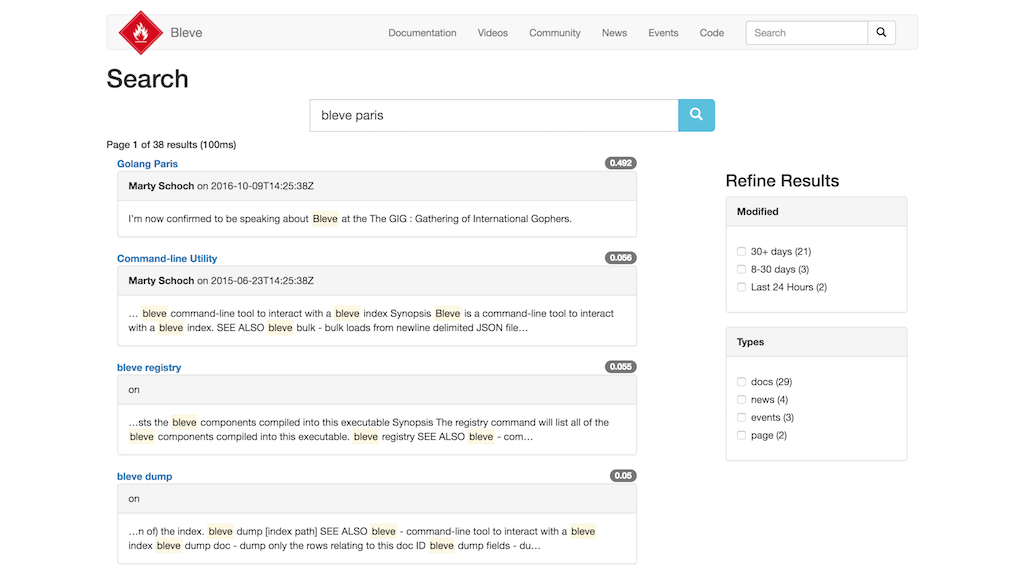 Bleve
Documentation Videos Community News Events Code Search
Search
bleve paris
Page 1 of 38 results (100ms)
Golang Paris 0.492
Marty Schoch on 2016-10-09T14:25:38Z
I'm now confirmed to be speaking about Bleve at the The GIG : Gathering of International Gophers.
Command-line Utility 0.056
Marty Schoch on 2015-06-23T14:25:38Z
… bleve command-line tool to interact with a bleve index Synopsis Bleve is a command-line tool to interact
with a bleve index. SEE ALSO bleve bulk - bulk loads from newline delimited JSON file…
bleve registry 0.055
on
…sts the bleve components compiled into this executable Synopsis The registry command will list all of the
bleve components compiled into this executable. bleve registry SEE ALSO bleve - com…
bleve dump 0.05
on
…n of) the index. bleve dump [index path] SEE ALSO bleve - command-line tool to interact with a bleve
index bleve dump doc - dump only the rows relating to this doc ID bleve dump fields - du…
Refine Results
Modified
30+ days (21)
8-30 days (3)
Last 24 Hours (2)
Types
docs (29)
news (4)
events (3)
page (2)